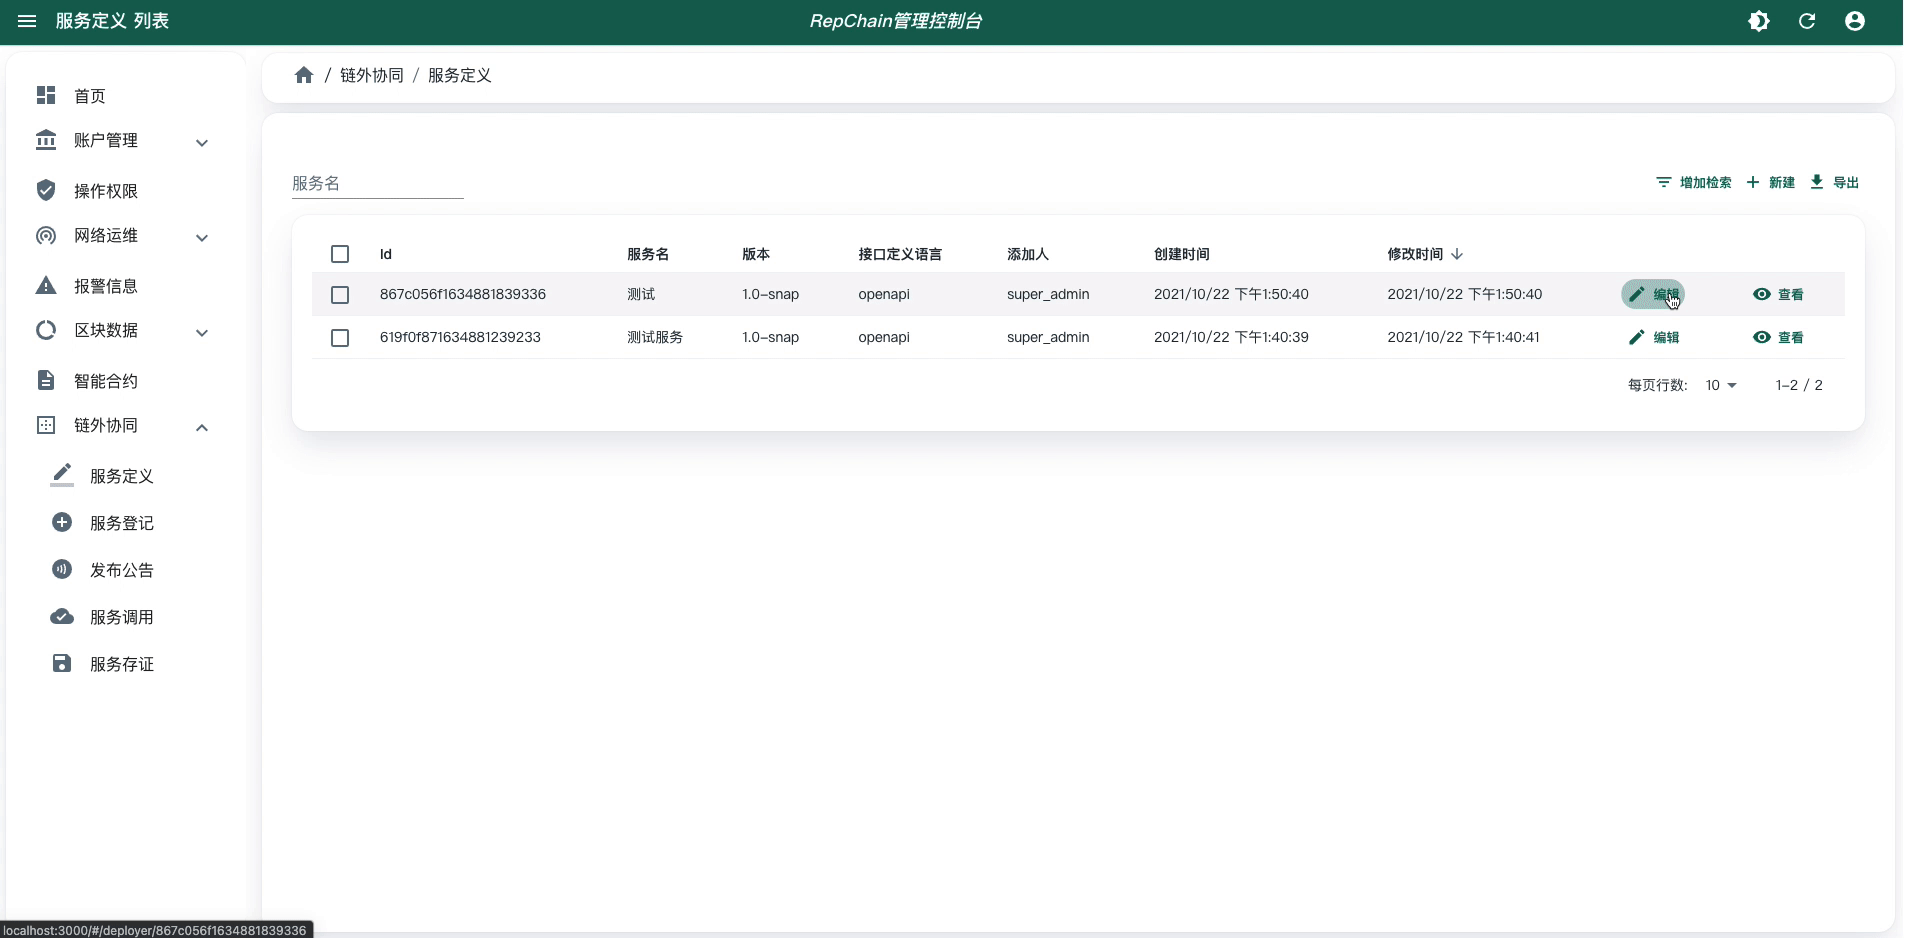 服务定义 列表
RepChain管理控制台
首页
账户管理
操作权限
网络运维
报警信息
区块数据
智能合约
链外协同
服务定义
服务登记
发布公告
服务调用
服务存证
/ 链外协同 / 服务定义
服务名
增加检索 新建 导出
Id 服务名 版本 接口定义语言 添加人 创建时间 修改时间
867c056f1634881839336 测试 1.0-snap openapi super_admin 2021/10/22 下午1:50:40 2021/10/22 下午1:50:40 编辑 查看
619f0f871634881239233 测试服务 1.0-snap openapi super_admin 2021/10/22 下午1:40:39 2021/10/22 下午1:40:41 编辑 查看
每页行数: 10 1-2 / 2
localhost:3000/#/deployer/867c056f1634881839336